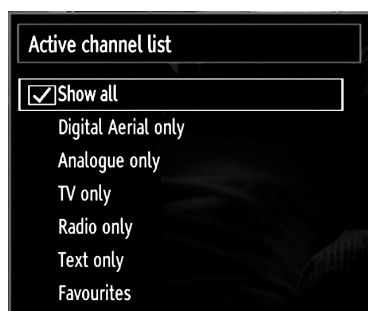 Active channel list
Show all
Digital Aerial only
Analogue only
TV only
Radio only
Text only
Favourites